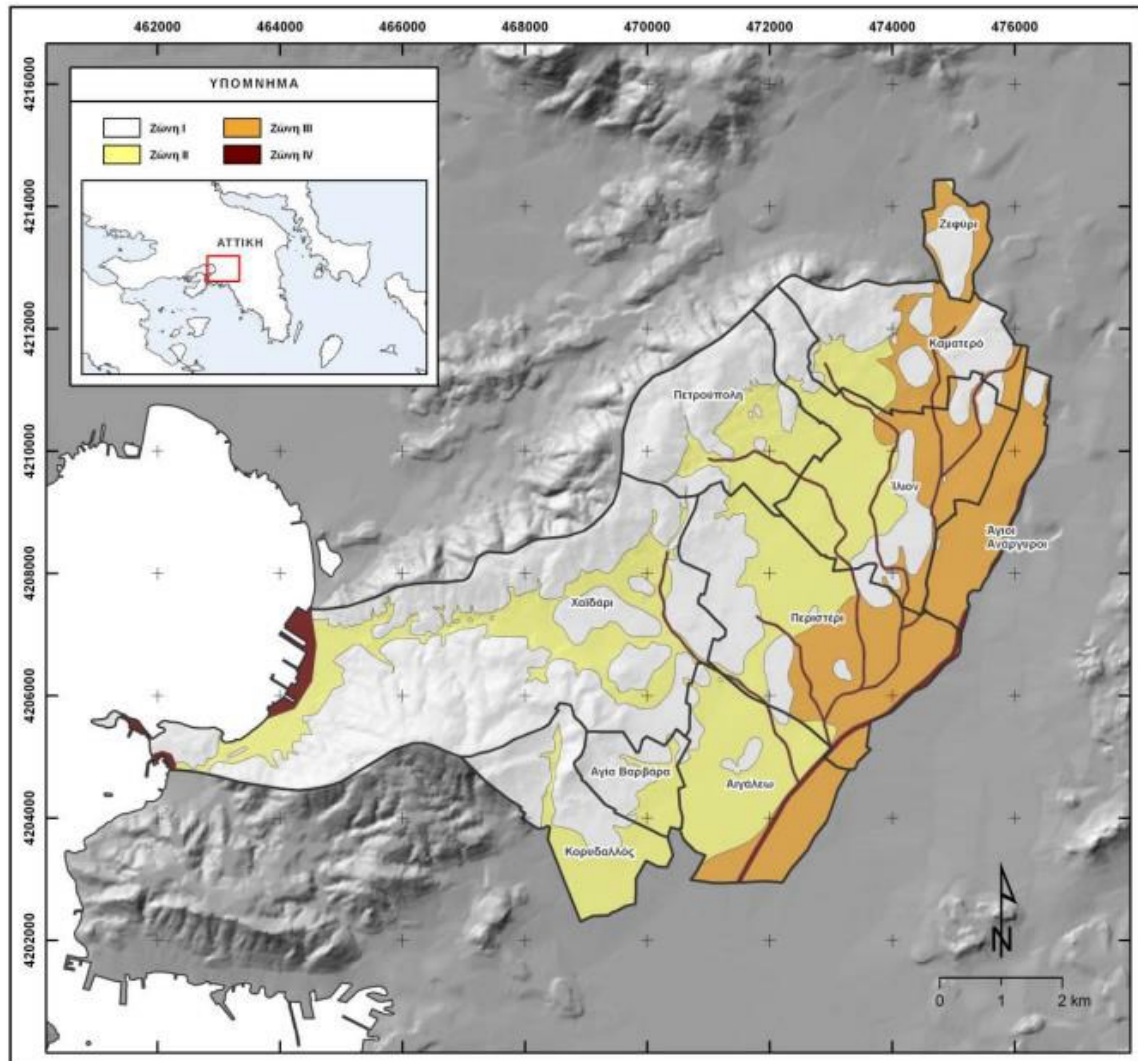 462000 464000 466000 468000 470000 472000 474000 476000
4216000
4214000
4212000
4210000
4208000
4206000
4204000
4202000
ΥΠΟΜΝΗΜΑ
Ζώνη I
Ζώνη III
Ζώνη II
Ζώνη IV
ΑΤΤΙΚΗ
Ζεφύρι
Καματερό
Πετρούπολη
Ίλιον
Άγιοι
Ανάργυροι
Χαϊδάρι
Περιστέρι
Αγία Βαρβάρα
Αιγάλεω
Κορυδαλλός
N
0 1 2 km